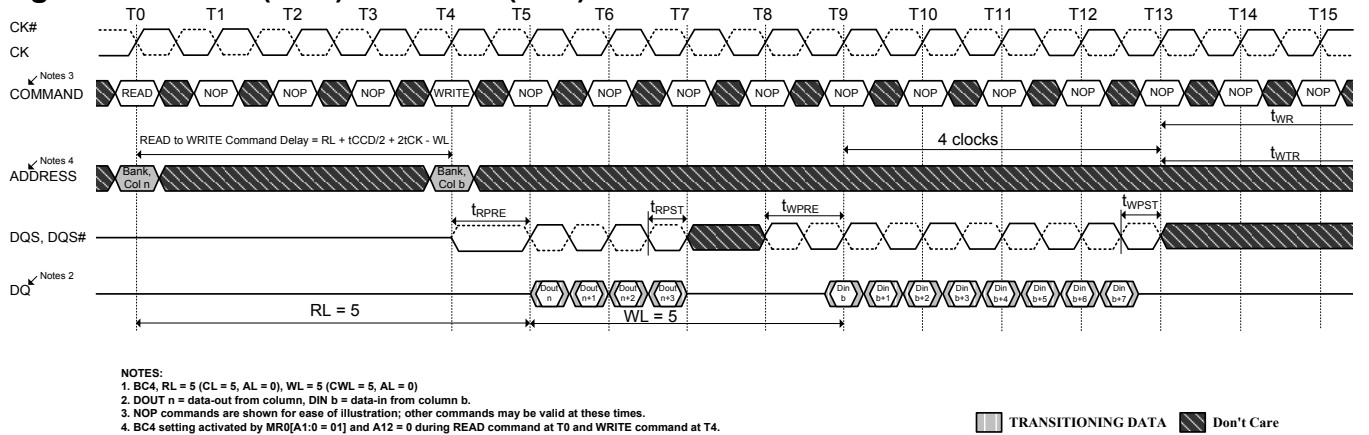 T0 T1 T2 T3 T4 T5 T6 T7 T8 T9 T10 T11 T12 T13 T14 T15
CK#
CK
Notes 3
COMMAND READ NOP NOP NOP WRITE NOP NOP NOP NOP NOP NOP NOP NOP NOP NOP NOP
tWR
READ to WRITE Command Delay = RL + tCCD/2 + 2tCK - WL
4 clocks
tWTR
Notes 4
ADDRESS Bank, Col n Bank, Col b
tRPRE tRPST tWPRE tWPST
DQS, DQS#
Notes 2
DQ Dout n Dout n+1 Dout n+2 Dout n+3 Din b Din b+1 Din b+2 Din b+3 Din b+4 Din b+5 Din b+6 Din b+7
RL = 5 WL = 5
NOTES:
1. BC4, RL = 5 (CL = 5, AL = 0), WL = 5 (CWL = 5, AL = 0)
2. DOUT n = data-out from column, DIN b = data-in from column b.
3. NOP commands are shown for ease of illustration; other commands may be valid at these times.
4. BC4 setting activated by MR0[A1:0 = 01] and A12 = 0 during READ command at T0 and WRITE command at T4.
TRANSITIONING DATA Don't Care